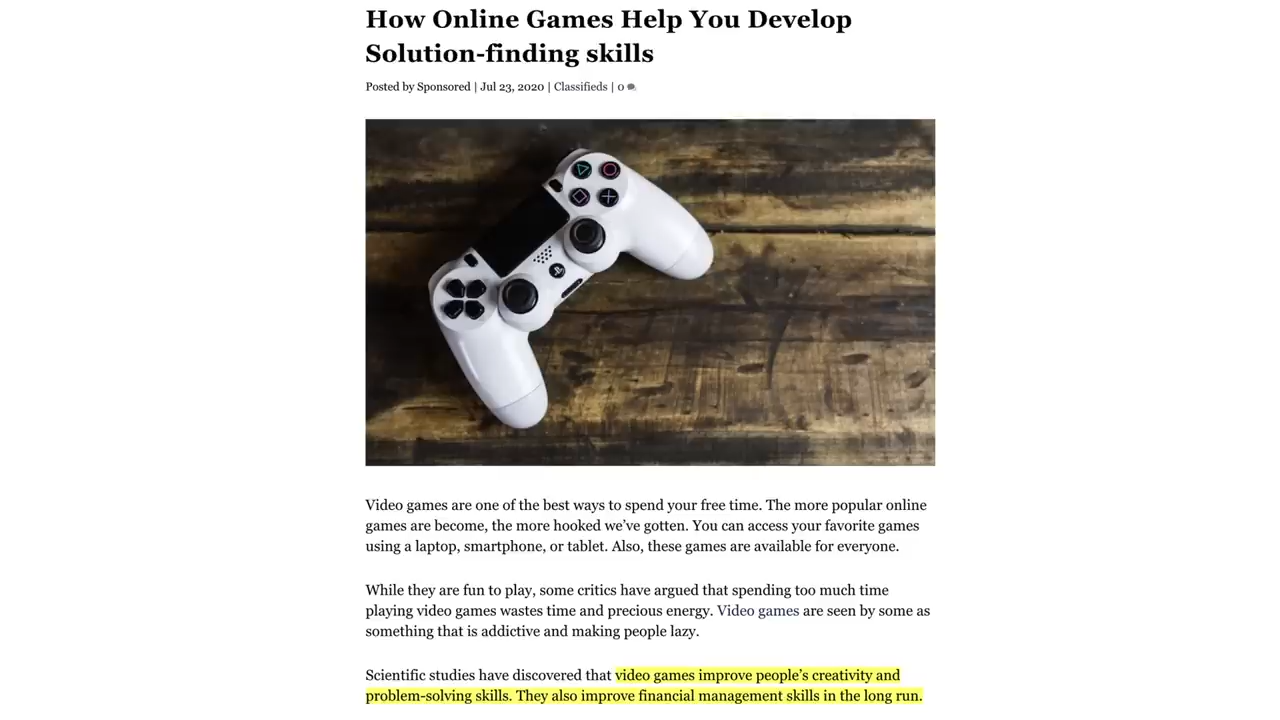 How Online Games Help You Develop
Solution-finding skills
Posted by Sponsored | Jul 23, 2020 | Classifieds | 0
Video games are one of the best ways to spend your free time. The more popular online
games are become, the more hooked we’ve gotten. You can access your favorite games
using a laptop, smartphone, or tablet. Also, these games are available for everyone.
While they are fun to play, some critics have argued that spending too much time
playing video games wastes time and precious energy. Video games are seen by some as
something that is addictive and making people lazy.
Scientific studies have discovered that video games improve people’s creativity and
problem-solving skills. They also improve financial management skills in the long run.